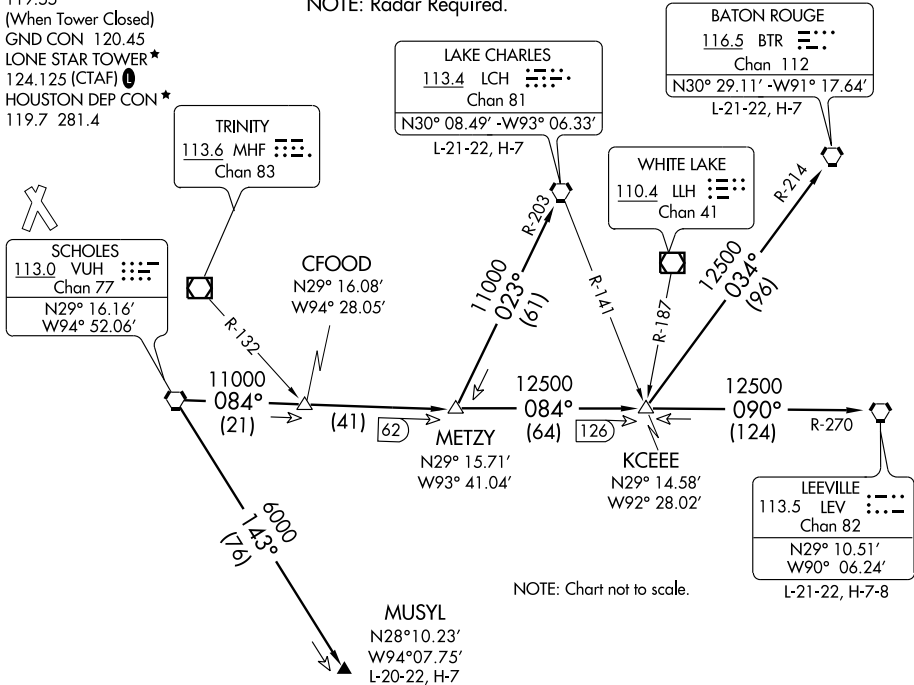 (When Tower Closed)
GND CON 120.45
LONE STAR TOWER★
124.125 (CTAF) L
HOUSTON DEP CON★
119.7 281.4
NOTE: Radar Required.
TRINITY
113.6 MHF
Chan 83
LAKE CHARLES
113.4 LCH
Chan 81
N30° 08.49' -W93° 06.33'
L-21-22, H-7
BATON ROUGE
116.5 BTR
Chan 112
N30° 29.11' -W91° 17.64'
L-21-22, H-7
WHITE LAKE
110.4 LLH
Chan 41
SCHOLES
113.0 VUH
Chan 77
N29° 16.16'
W94° 52.06'
CFOOD
N29° 16.08'
W94° 28.05'
R-132
R-203
11000
023°
(61)
R-141
R-187
R-214
12500
034°
(96)
11000
084°
(21)
(41)
62
METZY
N29° 15.71'
W93° 41.04'
12500
084°
(64)
126
KCEEE
N29° 14.58'
W92° 28.02'
12500
090°
(124)
R-270
LEEVILLE
113.5 LEV
Chan 82
N29° 10.51'
W90° 06.24'
L-21-22, H-7-8
6000
143°
(76)
NOTE: Chart not to scale.
MUSYL
N28°10.23'
W94°07.75'
L-20-22, H-7